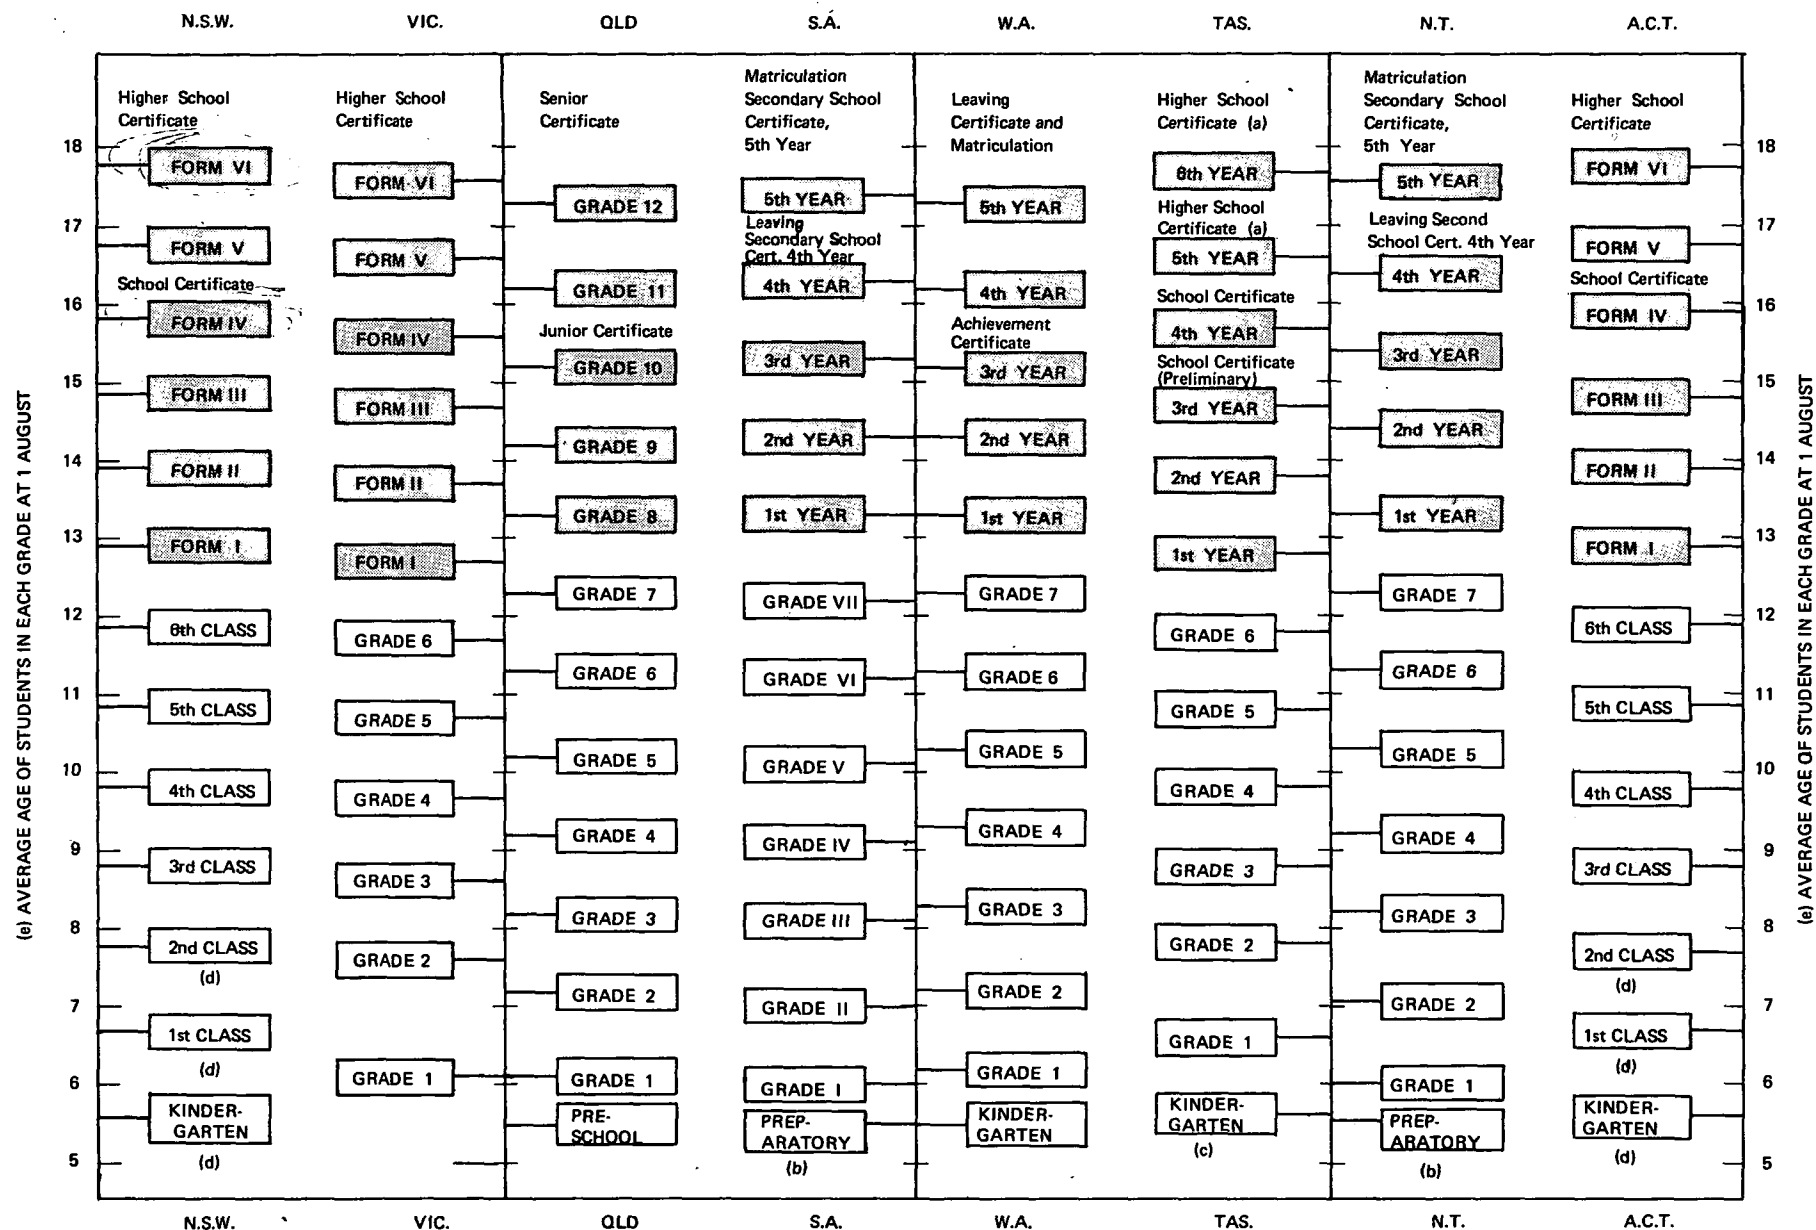 N.S.W. VIC. QLD S.A. W.A. TAS. N.T. A.C.T.
(e) AVERAGE AGE OF STUDENTS IN EACH GRADE AT 1 AUGUST
18
17
16
15
14
13
12
11
10
9
8
7
6
5
Higher School
Certificate
FORM VI
FORM V
School Certificate
FORM IV
FORM III
FORM II
FORM I
6th CLASS
5th CLASS
4th CLASS
3rd CLASS
2nd CLASS
(d)
1st CLASS
(d)
KINDER-
GARTEN
(d)
Higher School
Certificate
FORM VI
FORM V
FORM IV
FORM III
FORM II
FORM I
GRADE 6
GRADE 5
GRADE 4
GRADE 3
GRADE 2
GRADE 1
Senior
Certificate
GRADE 12
GRADE 11
Junior Certificate
GRADE 10
GRADE 9
GRADE 8
GRADE 7
GRADE 6
GRADE 5
GRADE 4
GRADE 3
GRADE 2
GRADE 1
PRE-
SCHOOL
Matriculation
Secondary School
Certificate,
5th Year
5th YEAR
Leaving
Secondary School
Cert. 4th Year
4th YEAR
3rd YEAR
2nd YEAR
1st YEAR
GRADE VII
GRADE VI
GRADE V
GRADE IV
GRADE III
GRADE II
GRADE I
PREP-
ARATORY
(b)
Leaving
Certificate and
Matriculation
5th YEAR
4th YEAR
Achievement
Certificate
3rd YEAR
2nd YEAR
1st YEAR
GRADE 7
GRADE 6
GRADE 5
GRADE 4
GRADE 3
GRADE 2
GRADE 1
KINDER-
GARTEN
Higher School
Certificate (a)
6th YEAR
Higher School
Certificate (a)
5th YEAR
School Certificate
4th YEAR
School Certificate
(Preliminary)
3rd YEAR
2nd YEAR
1st YEAR
GRADE 6
GRADE 5
GRADE 4
GRADE 3
GRADE 2
GRADE 1
KINDER-
GARTEN
(c)
Matriculation
Secondary School
Certificate,
5th Year
5th YEAR
Leaving Second
School Cert. 4th Year
4th YEAR
3rd YEAR
2nd YEAR
1st YEAR
GRADE 7
GRADE 6
GRADE 5
GRADE 4
GRADE 3
GRADE 2
GRADE 1
PREP-
ARATORY
(b)
Higher School
Certificate
FORM VI
FORM V
School Certificate
FORM IV
FORM III
FORM II
FORM I
6th CLASS
5th CLASS
4th CLASS
3rd CLASS
2nd CLASS
(d)
1st CLASS
(d)
KINDER-
GARTEN
(d)
18
17
16
15
14
13
12
11
10
9
8
7
6
5
(e) AVERAGE AGE OF STUDENTS IN EACH GRADE AT 1 AUGUST
N.S.W. VIC. QLD S.A. W.A. TAS. N.T. A.C.T.